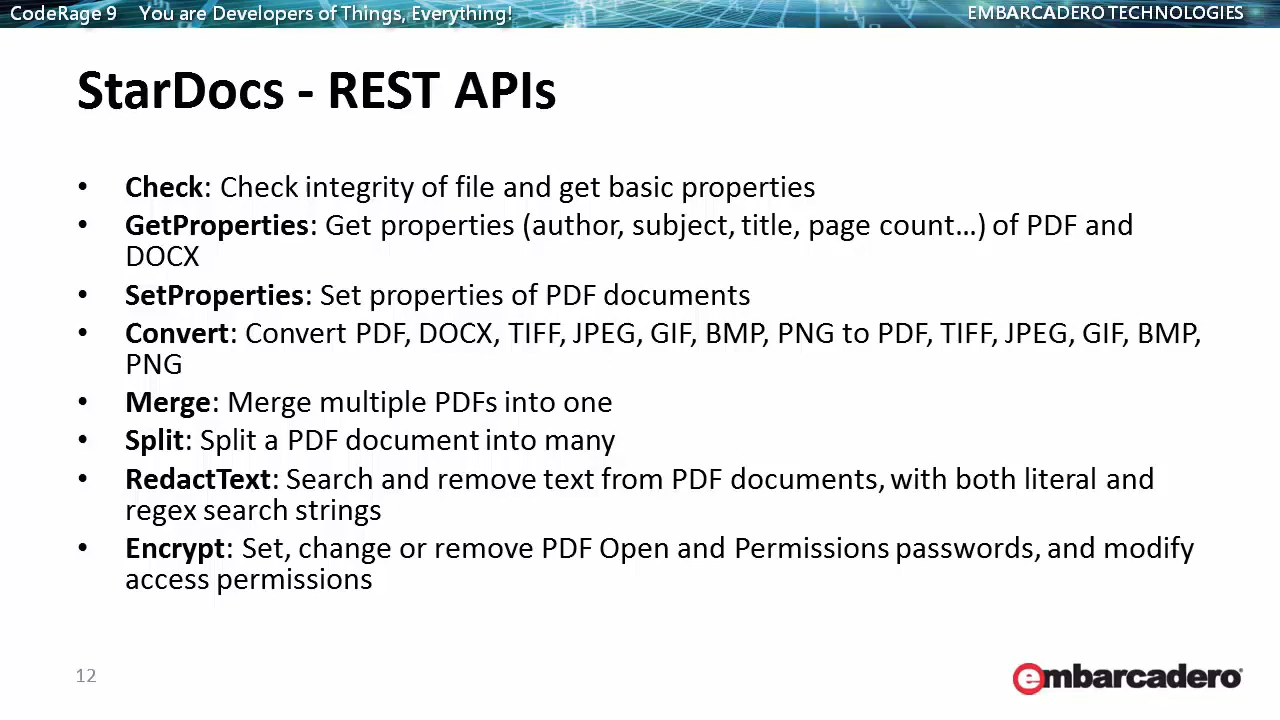 CodeRage 9 You are Developers of Things, Everything!
EMBARCADERO TECHNOLOGIES
StarDocs - REST APIs
• Check: Check integrity of file and get basic properties
• GetProperties: Get properties (author, subject, title, page count…) of PDF and
DOCX
• SetProperties: Set properties of PDF documents
• Convert: Convert PDF, DOCX, TIFF, JPEG, GIF, BMP, PNG to PDF, TIFF, JPEG, GIF, BMP,
PNG
• Merge: Merge multiple PDFs into one
• Split: Split a PDF document into many
• RedactText: Search and remove text from PDF documents, with both literal and
regex search strings
• Encrypt: Set, change or remove PDF Open and Permissions passwords, and modify
access permissions
12
embarcadero